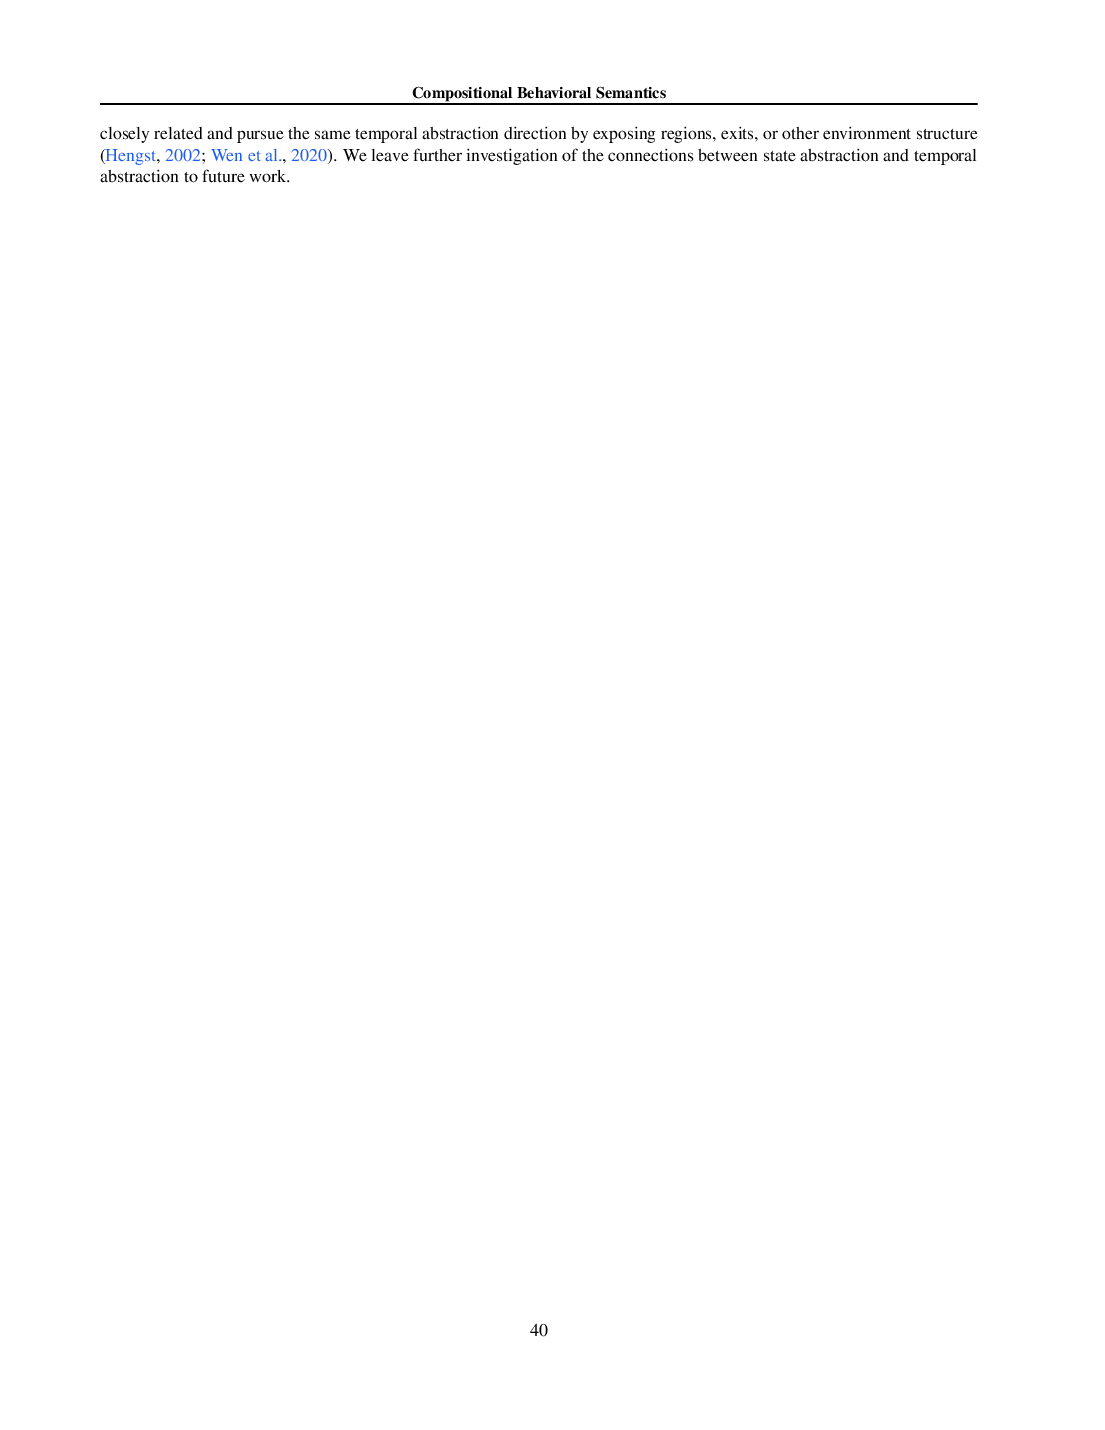 Compositional Behavioral Semantics
closely related and pursue the same temporal abstraction direction by exposing regions, exits, or other environment structure
(Hengst, 2002; Wen et al., 2020). We leave further investigation of the connections between state abstraction and temporal
abstraction to future work.
40